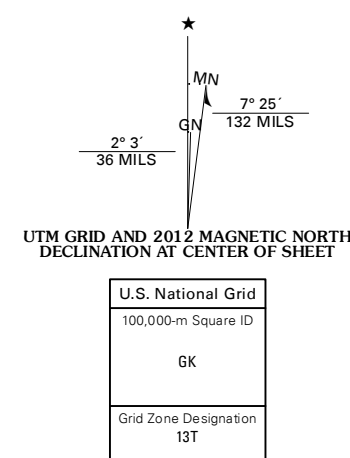 ★
MN
GN
7° 25´
132 MILS
2° 3´
36 MILS
UTM GRID AND 2012 MAGNETIC NORTH
DECLINATION AT CENTER OF SHEET
U.S. National Grid
100,000-m Square ID
GK
Grid Zone Designation
13T